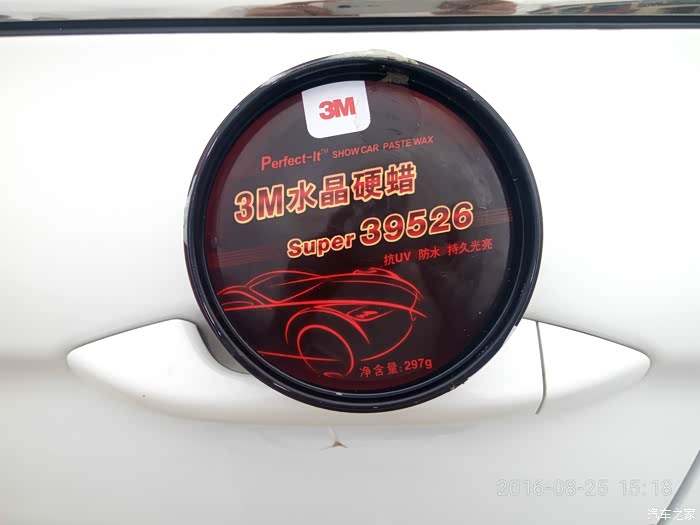 3M
Perfect-It™ SHOW CAR PASTE WAX
3M水晶硬蜡
Super 39526
抗UV 防水 持久光亮
净含量: 297g
2016-08-25 15:18
汽车之家